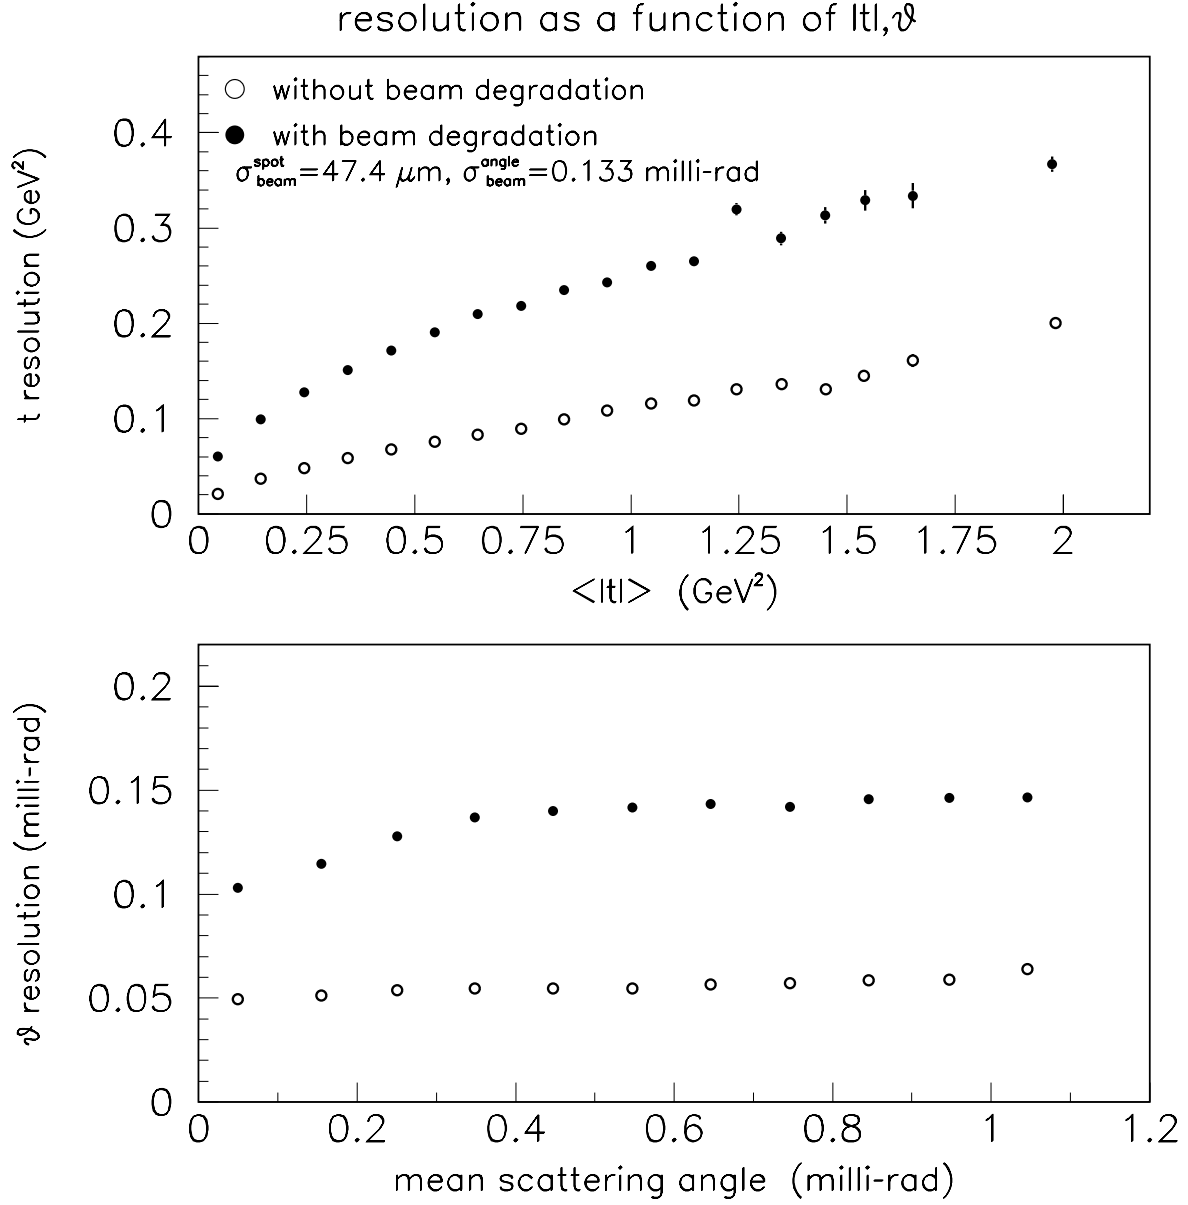 resolution as a function of |t|,ϑ
without beam degradation
with beam degradation
σ^spot_beam=47.4 μm, σ^angle_beam=0.133 milli-rad
t resolution (GeV²)
0.4
0.3
0.2
0.1
0
0 0.25 0.5 0.75 1 1.25 1.5 1.75 2
<|t|> (GeV²)
ϑ resolution (milli-rad)
0.2
0.15
0.1
0.05
0
0 0.2 0.4 0.6 0.8 1 1.2
mean scattering angle (milli-rad)